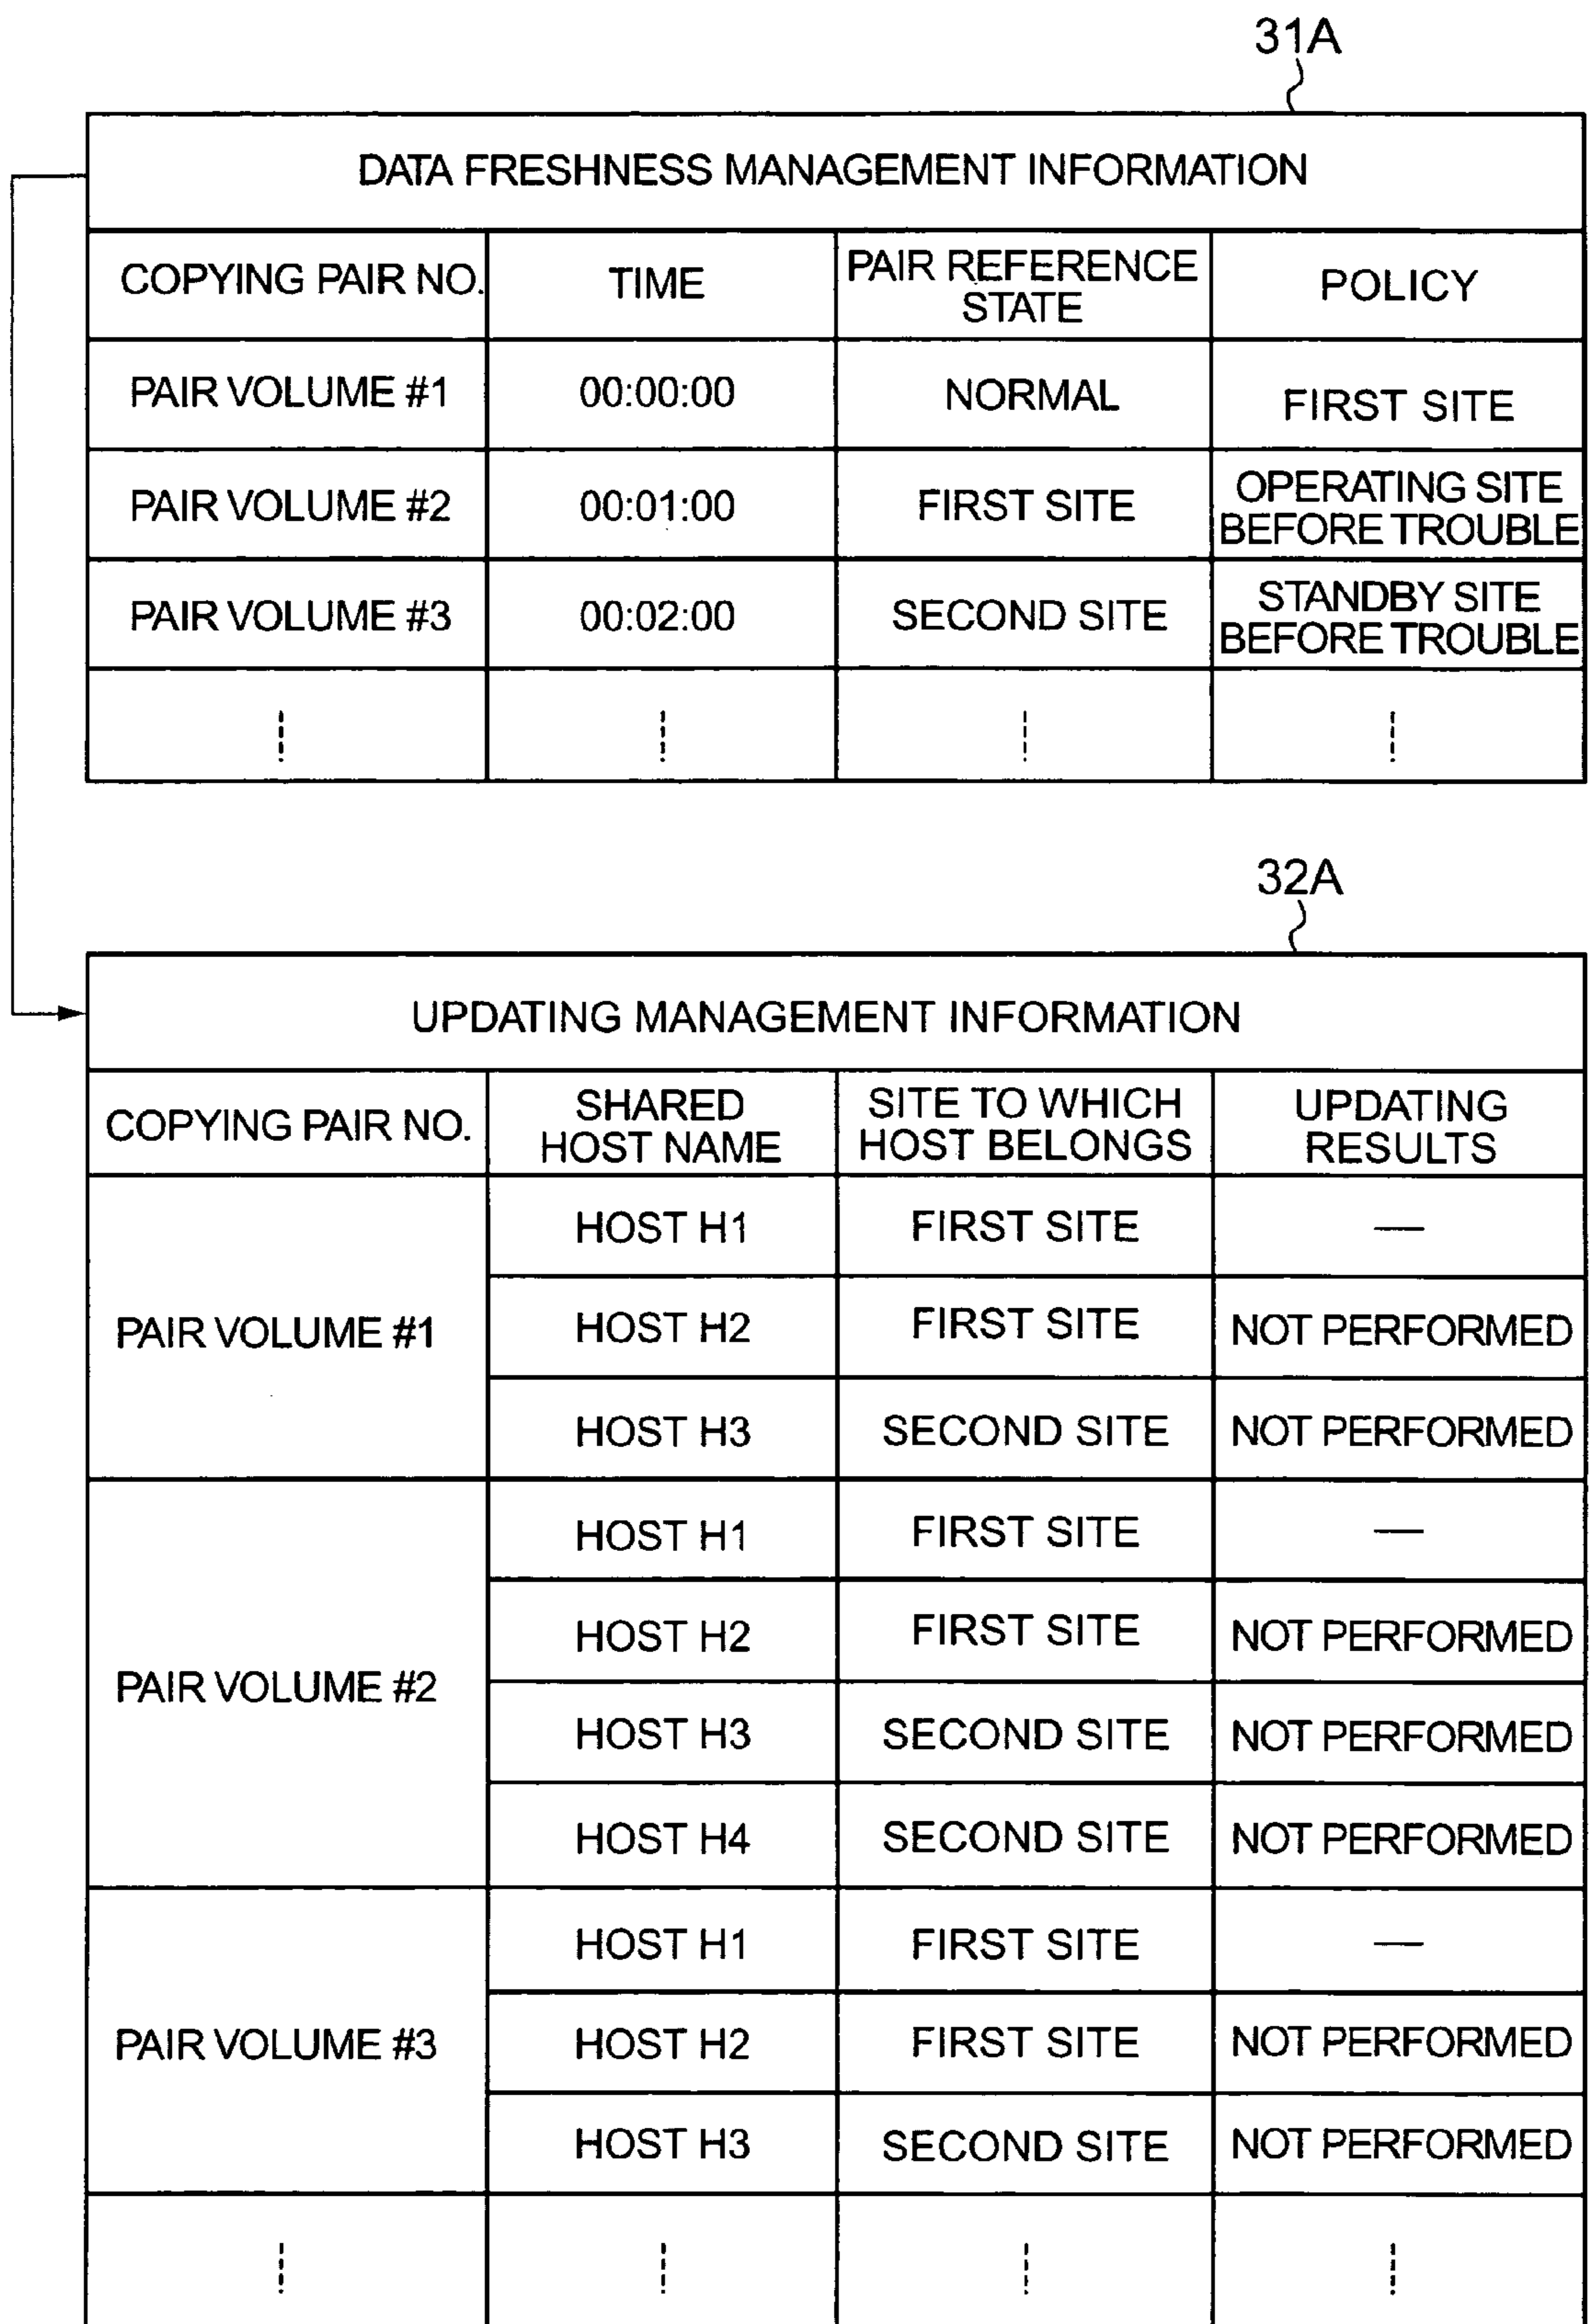 31A
DATA FRESHNESS MANAGEMENT INFORMATION
COPYING PAIR NO. TIME PAIR REFERENCE STATE POLICY
PAIR VOLUME #1 00:00:00 NORMAL FIRST SITE
PAIR VOLUME #2 00:01:00 FIRST SITE OPERATING SITE BEFORE TROUBLE
PAIR VOLUME #3 00:02:00 SECOND SITE STANDBY SITE BEFORE TROUBLE
32A
UPDATING MANAGEMENT INFORMATION
COPYING PAIR NO. SHARED HOST NAME SITE TO WHICH HOST BELONGS UPDATING RESULTS
PAIR VOLUME #1
HOST H1 FIRST SITE —
HOST H2 FIRST SITE NOT PERFORMED
HOST H3 SECOND SITE NOT PERFORMED
PAIR VOLUME #2
HOST H1 FIRST SITE —
HOST H2 FIRST SITE NOT PERFORMED
HOST H3 SECOND SITE NOT PERFORMED
HOST H4 SECOND SITE NOT PERFORMED
PAIR VOLUME #3
HOST H1 FIRST SITE —
HOST H2 FIRST SITE NOT PERFORMED
HOST H3 SECOND SITE NOT PERFORMED